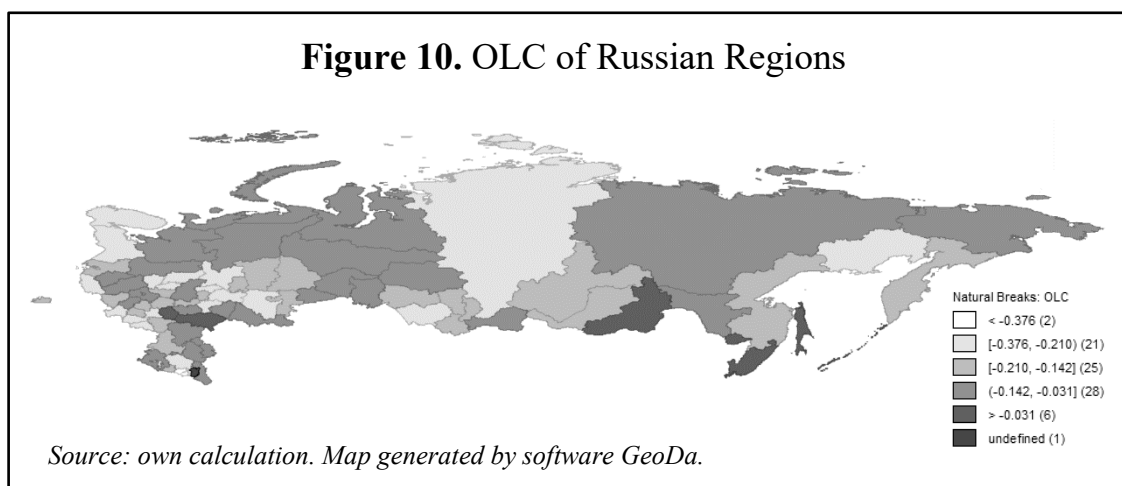 Figure 10. OLC of Russian Regions
Natural Breaks: OLC
< -0.376 (2)
[-0.376, -0.210) (21)
[-0.210, -0.142] (25)
(-0.142, -0.031] (28)
> -0.031 (6)
undefined (1)
Source: own calculation. Map generated by software GeoDa.